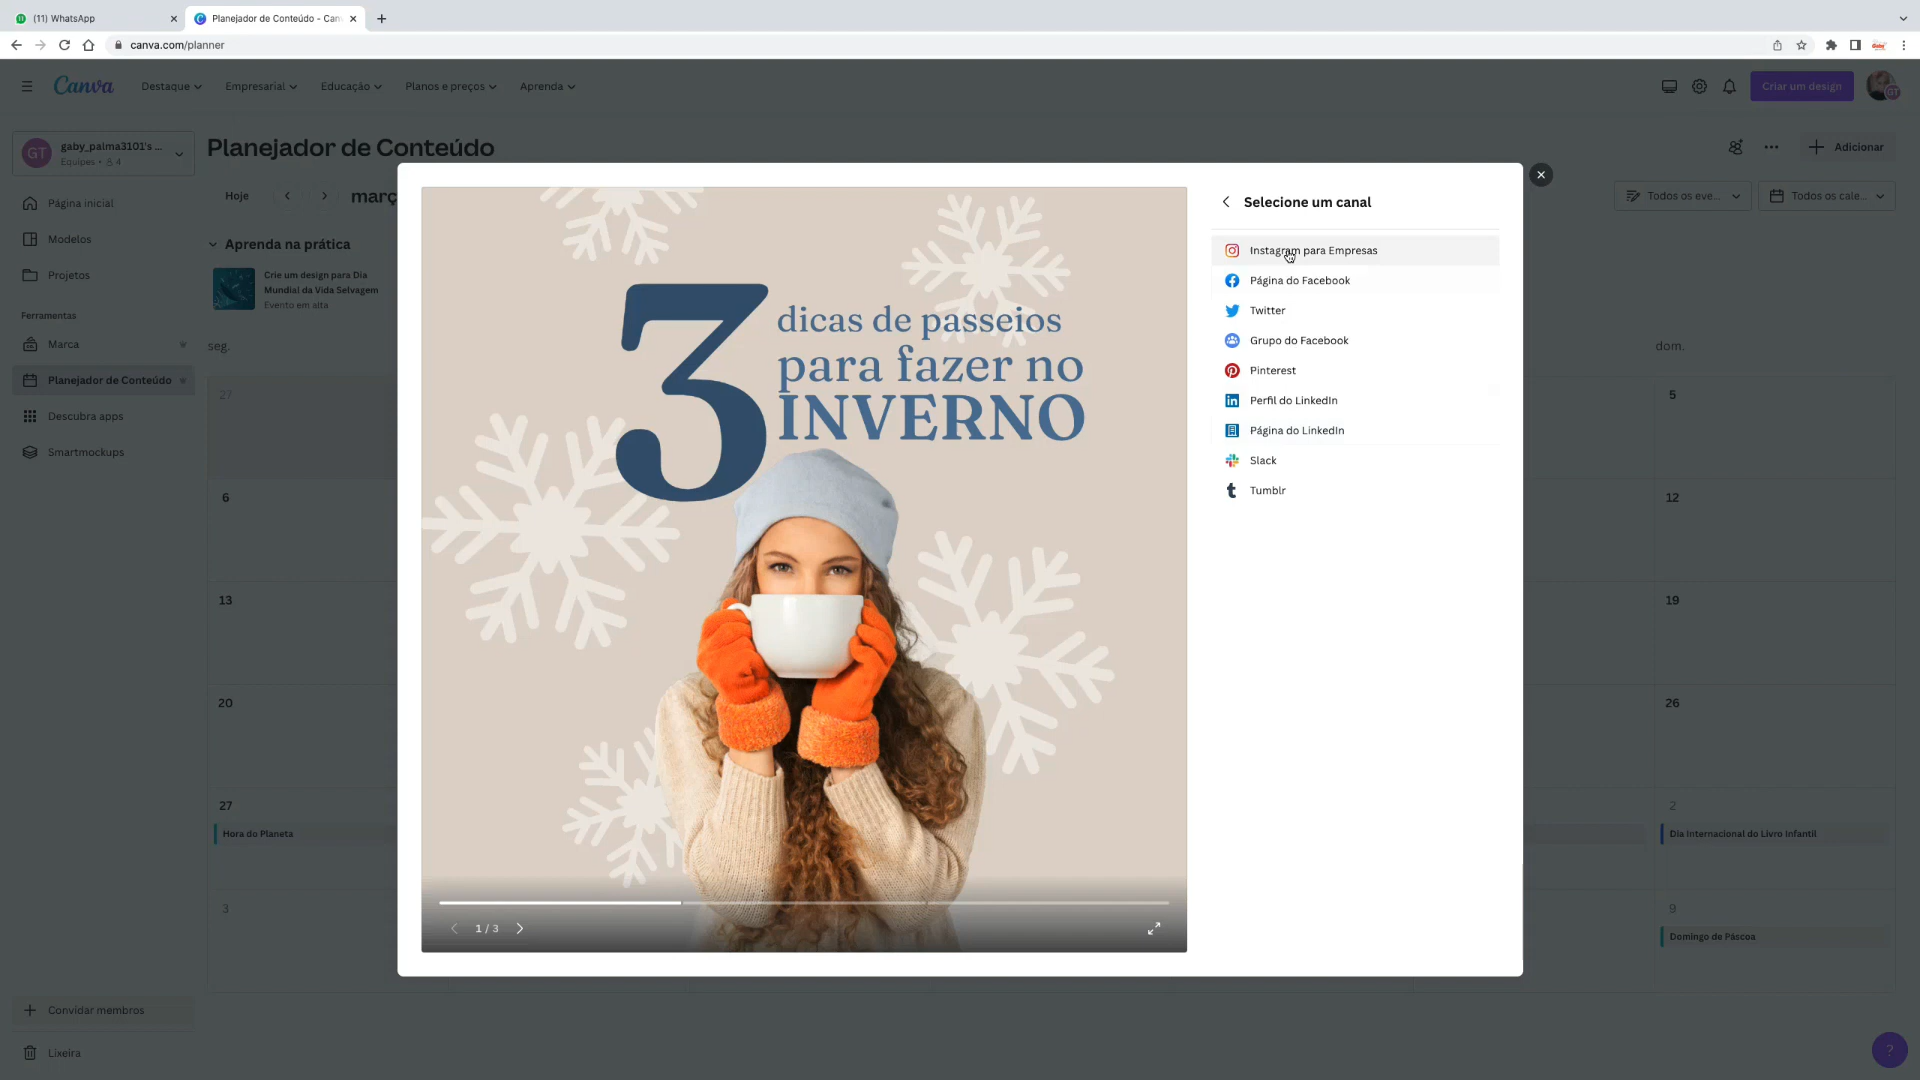 (11) WhatsApp
Planejador de Conteúdo - Can
canva.com/planner
Canva
Destaque
Empresarial
Educação
Planos e preços
Aprenda
Criar um design
GT
GT
gaby_palma3101's ...
Equipes • 4
Planejador de Conteúdo
Adicionar
Hoje
març
Todos os eve...
Todos os cale...
Página inicial
Modelos
Projetos
Ferramentas
Marca
Planejador de Conteúdo
Descubra apps
Smartmockups
Convidar membros
Lixeira
Aprenda na prática
Crie um design para Dia
Mundial da Vida Selvagem
Evento em alta
seg.
dom.
27
5
6
12
13
19
20
26
27
2
Hora do Planeta
Dia Internacional do Livro Infantil
3
9
Domingo de Páscoa
3
dicas de passeios
para fazer no
INVERNO
1 / 3
Selecione um canal
Instagram para Empresas
Página do Facebook
Twitter
Grupo do Facebook
Pinterest
Perfil do LinkedIn
Página do LinkedIn
Slack
Tumblr
?